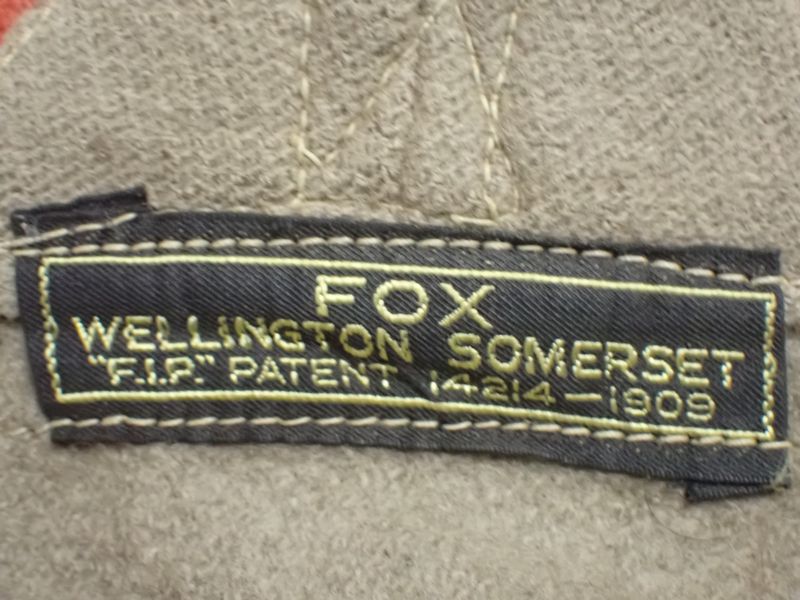 FOX
WELLINGTON SOMERSET
"F.I.P." PATENT 14214-1909